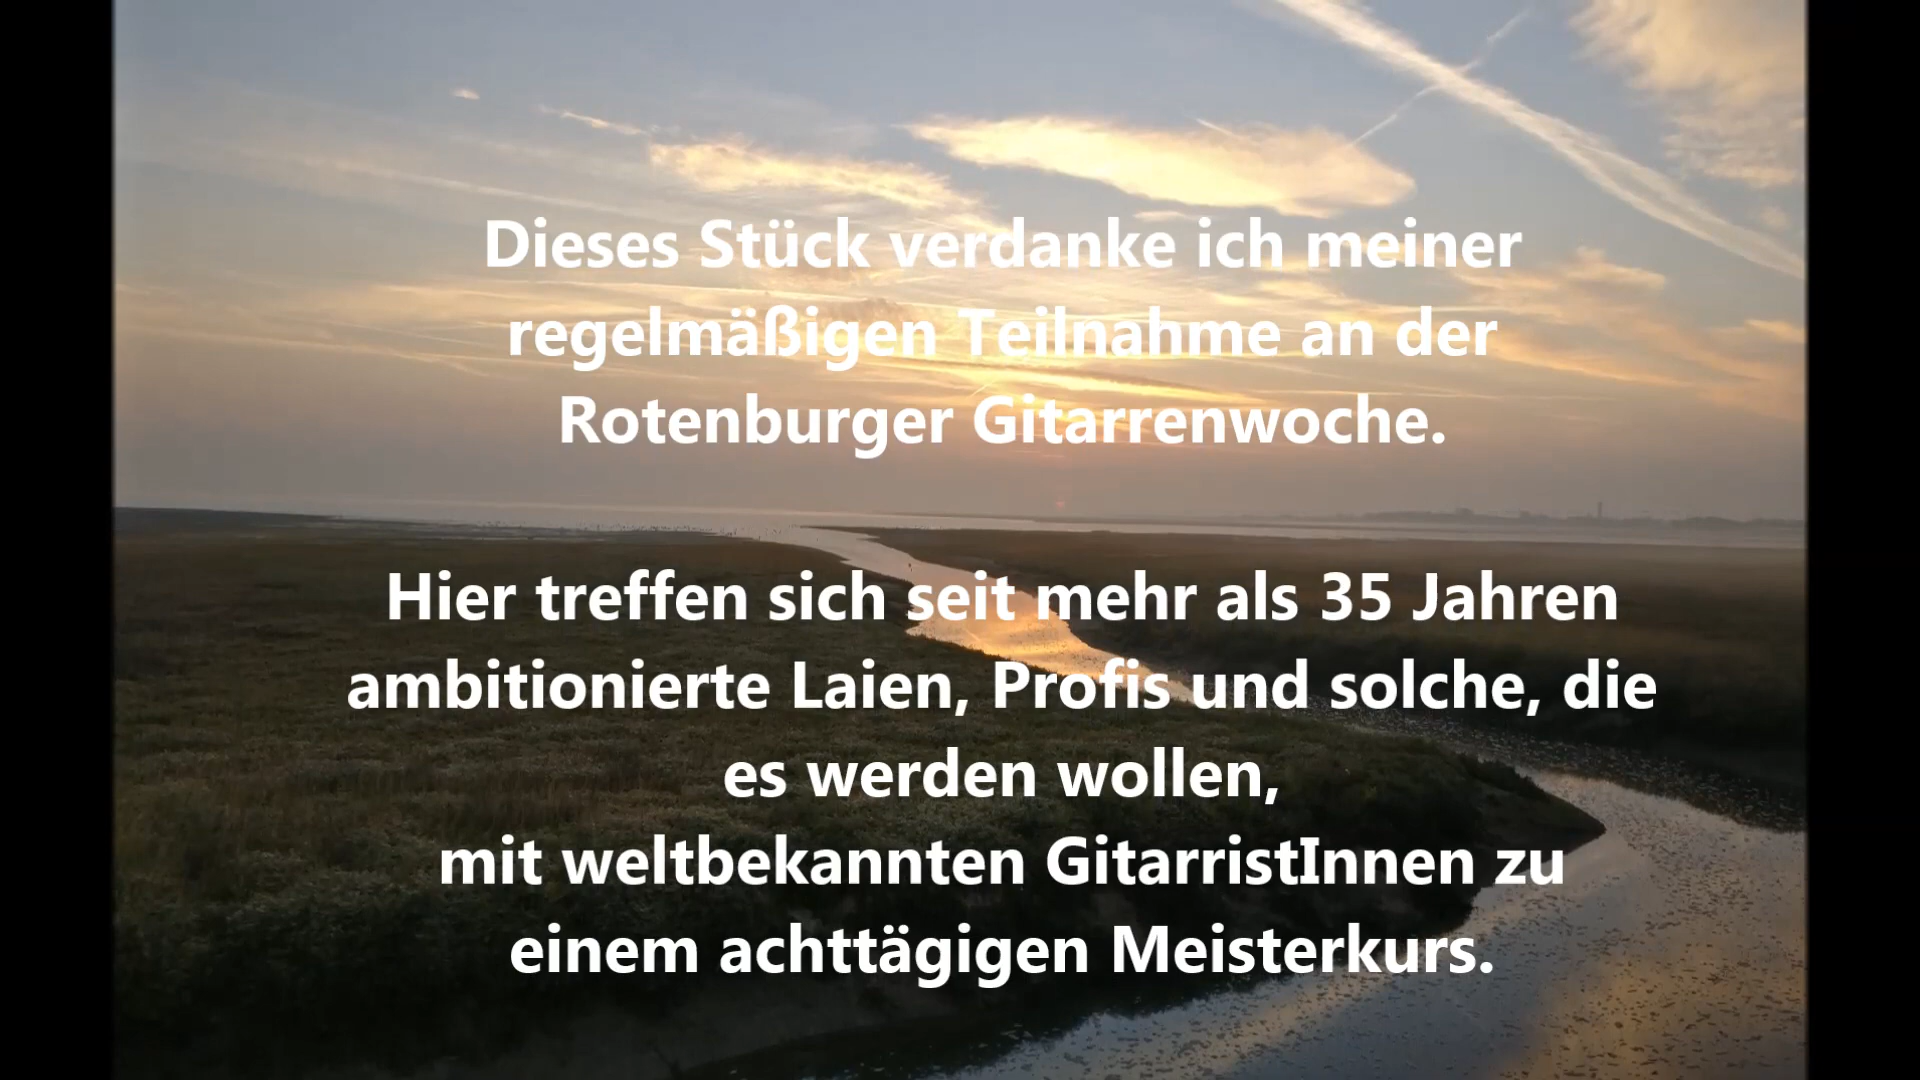 Dieses Stück verdanke ich meiner
regelmäßigen Teilnahme an der
Rotenburger Gitarrenwoche.
Hier treffen sich seit mehr als 35 Jahren
ambitionierte Laien, Profis und solche, die
es werden wollen,
mit weltbekannten GitarristInnen zu
einem achttägigen Meisterkurs.